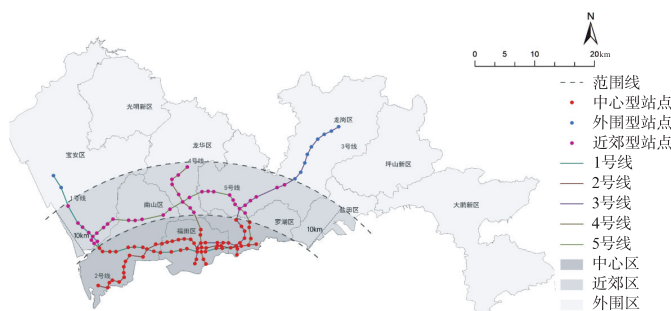 N
0 5 10 20km
范围线
中心型站点
外围型站点
近郊型站点
1号线
2号线
3号线
4号线
5号线
中心区
近郊区
外围区
光明新区
龙岗区
宝安区
龙华区
3号线
4号线
坪山新区
5号线
1号线
南山区
盐田区
大鹏新区
罗湖区
福田区
10km
10km
2号线